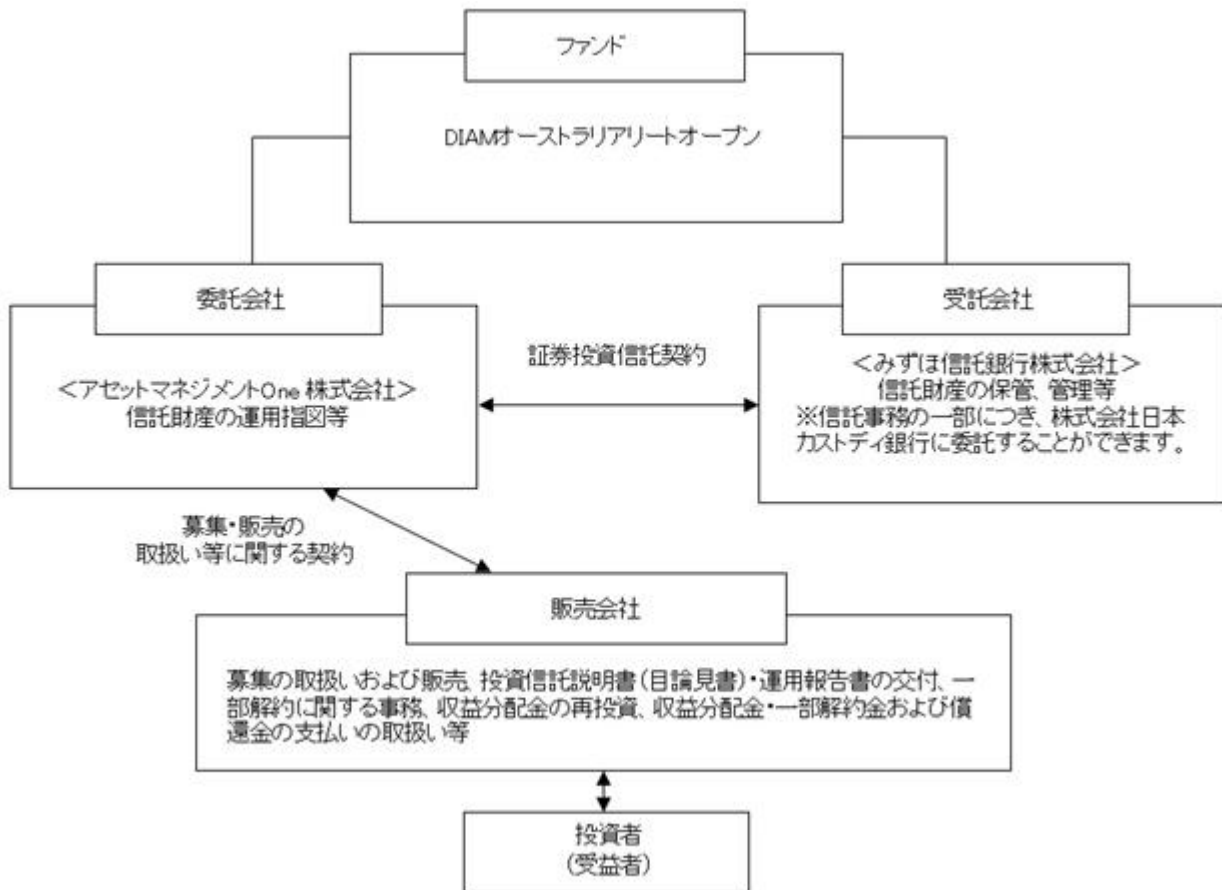 ファンド
DIAMオーストラリアリートオープン
委託会社
＜アセットマネジメントOne 株式会社＞
信託財産の運用指図等
証券投資信託契約
受託会社
＜みずほ信託銀行株式会社＞
信託財産の保管、管理等
※信託事務の一部につき、株式会社日本
カストディ銀行に委託することができます。
募集・販売の
取扱い等に関する契約
販売会社
募集の取扱いおよび販売、投資信託説明書（目論見書）・運用報告書の交付、一
部解約に関する事務、収益分配金の再投資、収益分配金・一部解約金および償
還金の支払いの取扱い等
投資者
（受益者）